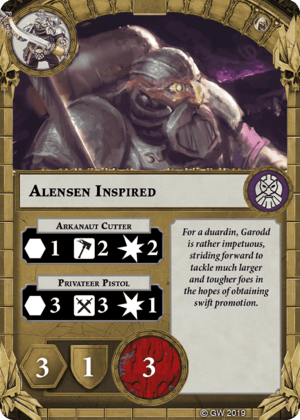 ALENSEN INSPIRED
ARKANAUT CUTTER
1 2 2
PRIVATEER PISTOL
3 3 1
For a duardin, Garodd
is rather impetuous,
striding forward to
tackle much larger
and tougher foes in
the hopes of obtaining
swift promotion.
3 1 3
© GW 2019